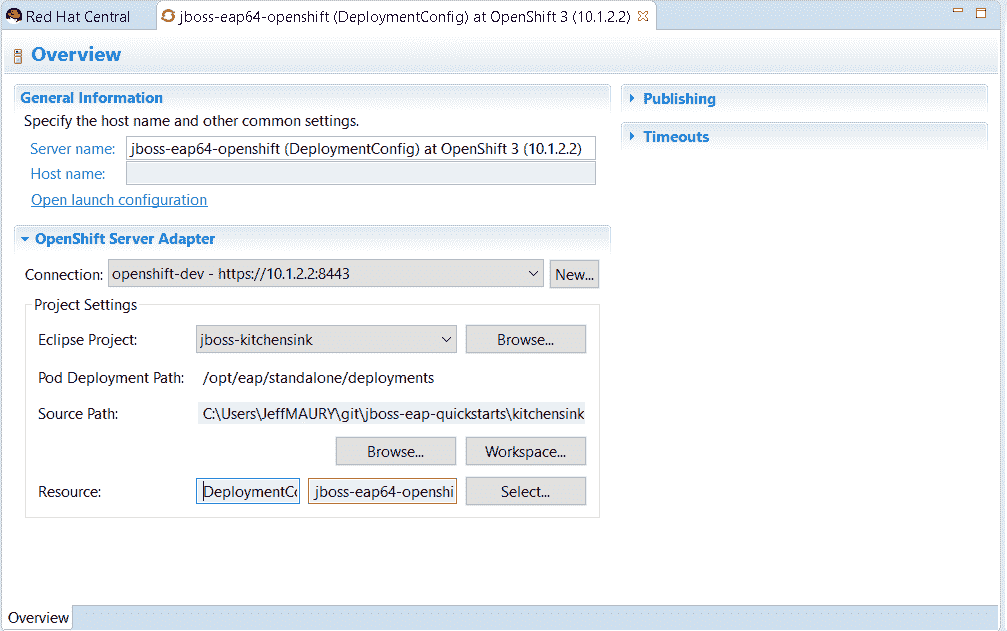 Red Hat Central
jboss-eap64-openshift (DeploymentConfig) at OpenShift 3 (10.1.2.2)
Overview
General Information
Specify the host name and other common settings.
Server name: jboss-eap64-openshift (DeploymentConfig) at OpenShift 3 (10.1.2.2)
Host name:
Open launch configuration
OpenShift Server Adapter
Connection: openshift-dev - https://10.1.2.2:8443 New...
Project Settings
Eclipse Project: jboss-kitchensink Browse...
Pod Deployment Path: /opt/eap/standalone/deployments
Source Path: C:\Users\JeffMAURY\git\jboss-eap-quickstarts\kitchensink
Browse... Workspace...
Resource: DeploymentCo jboss-eap64-openshi Select...
Publishing
Timeouts
Overview